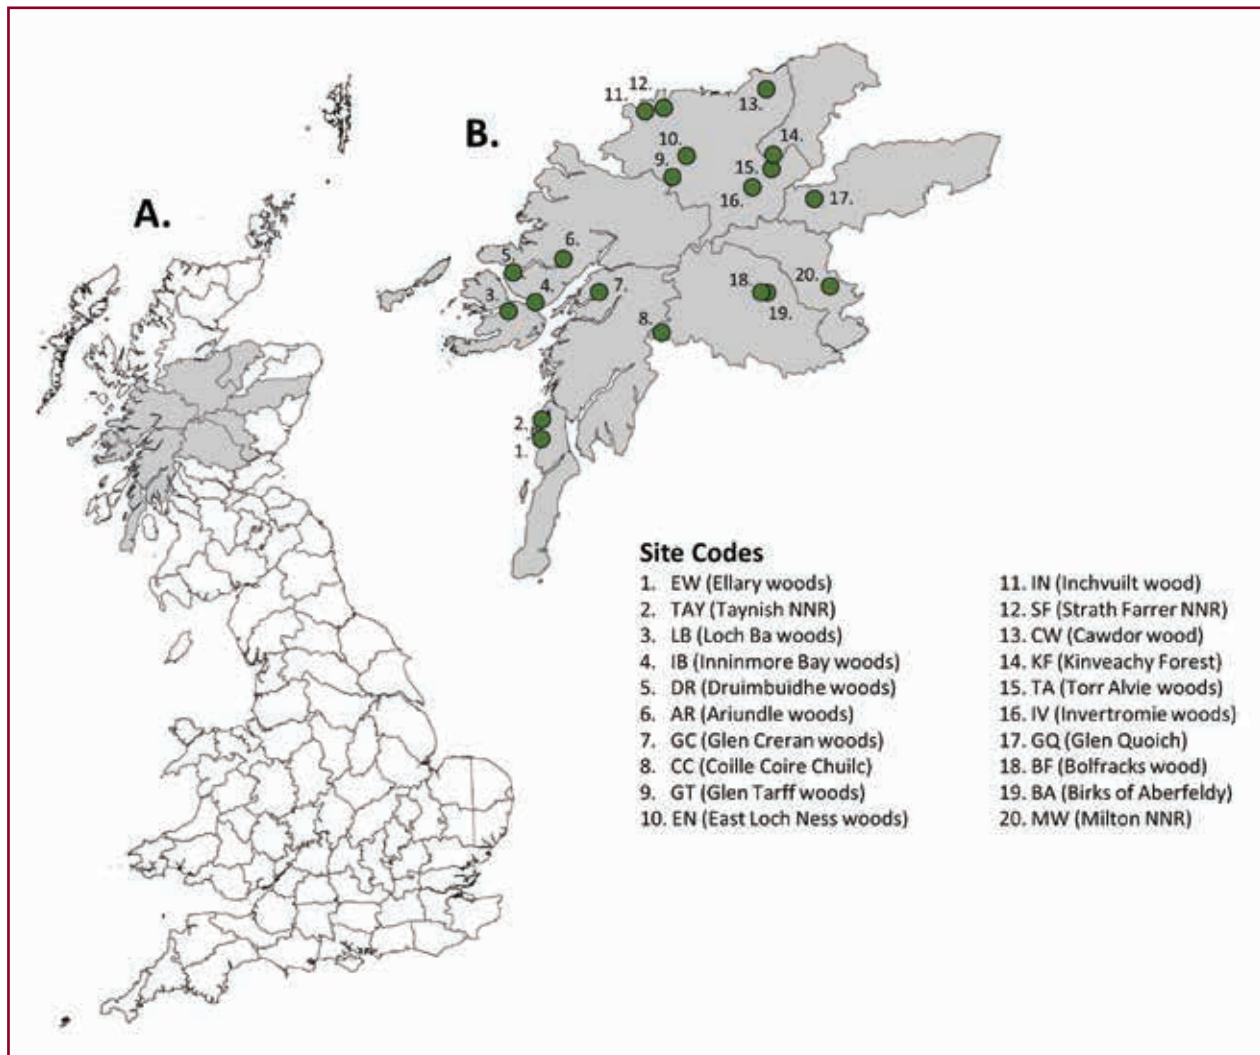 A.
B.
12.
11.
13.
10.
9.
14.
15.
16.
17.
6.
5.
4.
3.
7.
8.
18.
19.
20.
2.
1.
Site Codes
1. EW (Ellary woods)
2. TAY (Taynish NNR)
3. LB (Loch Ba woods)
4. IB (Inninmore Bay woods)
5. DR (Druimbuidhe woods)
6. AR (Ariundle woods)
7. GC (Glen Creran woods)
8. CC (Coille Coire Chuilc)
9. GT (Glen Tarff woods)
10. EN (East Loch Ness woods)
11. IN (Inchvuilt wood)
12. SF (Strath Farrer NNR)
13. CW (Cawdor wood)
14. KF (Kinveachy Forest)
15. TA (Torr Alvie woods)
16. IV (Invertromie woods)
17. GQ (Glen Quoich)
18. BF (Bolfracks wood)
19. BA (Birks of Aberfeldy)
20. MW (Milton NNR)